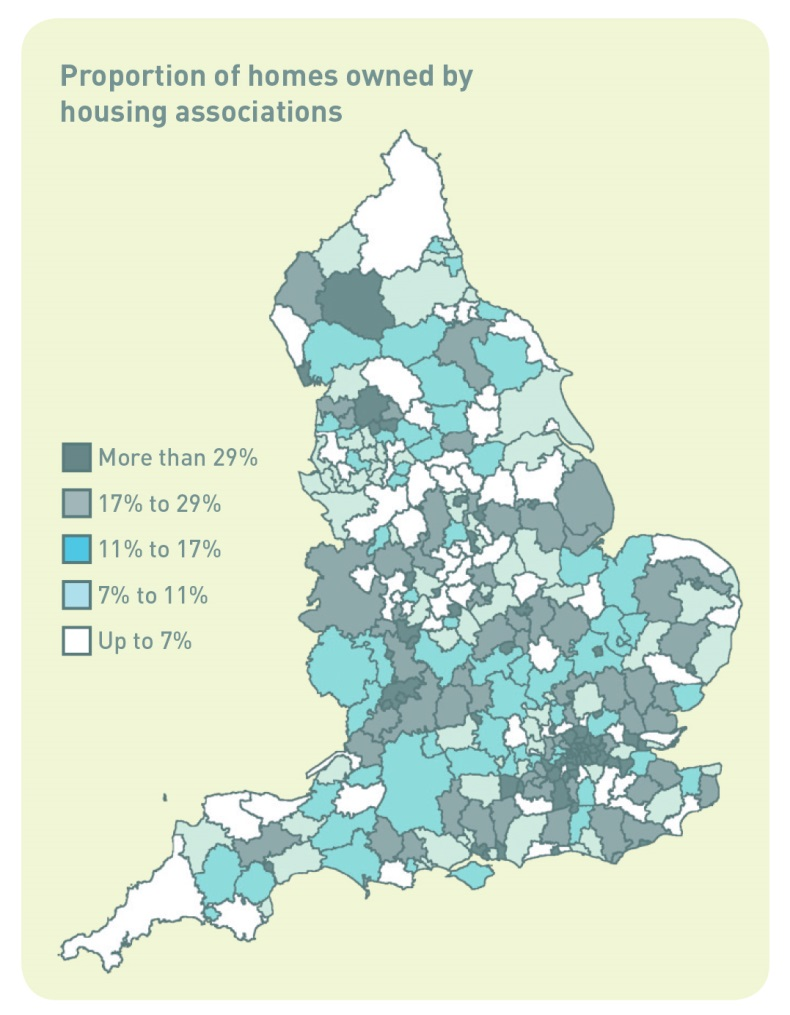 Proportion of homes owned by
housing associations
More than 29%
17% to 29%
11% to 17%
7% to 11%
Up to 7%